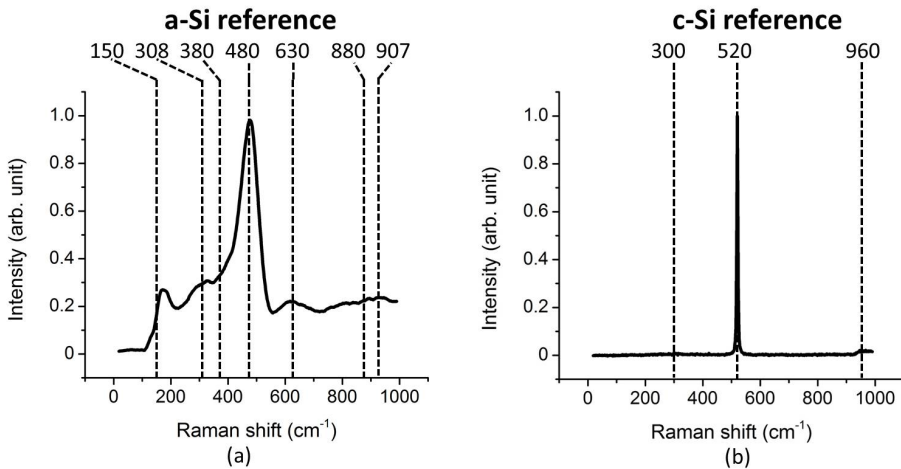 a-Si reference
150 308 380 480 630 880 907
1.0
0.8
0.6
0.4
0.2
0
Intensity (arb. unit)
0 200 400 600 800 1000
Raman shift (cm⁻¹)
(a)
c-Si reference
300 520 960
1.0
0.8
0.6
0.4
0.2
0
Intensity (arb. unit)
0 200 400 600 800 1000
Raman shift (cm⁻¹)
(b)